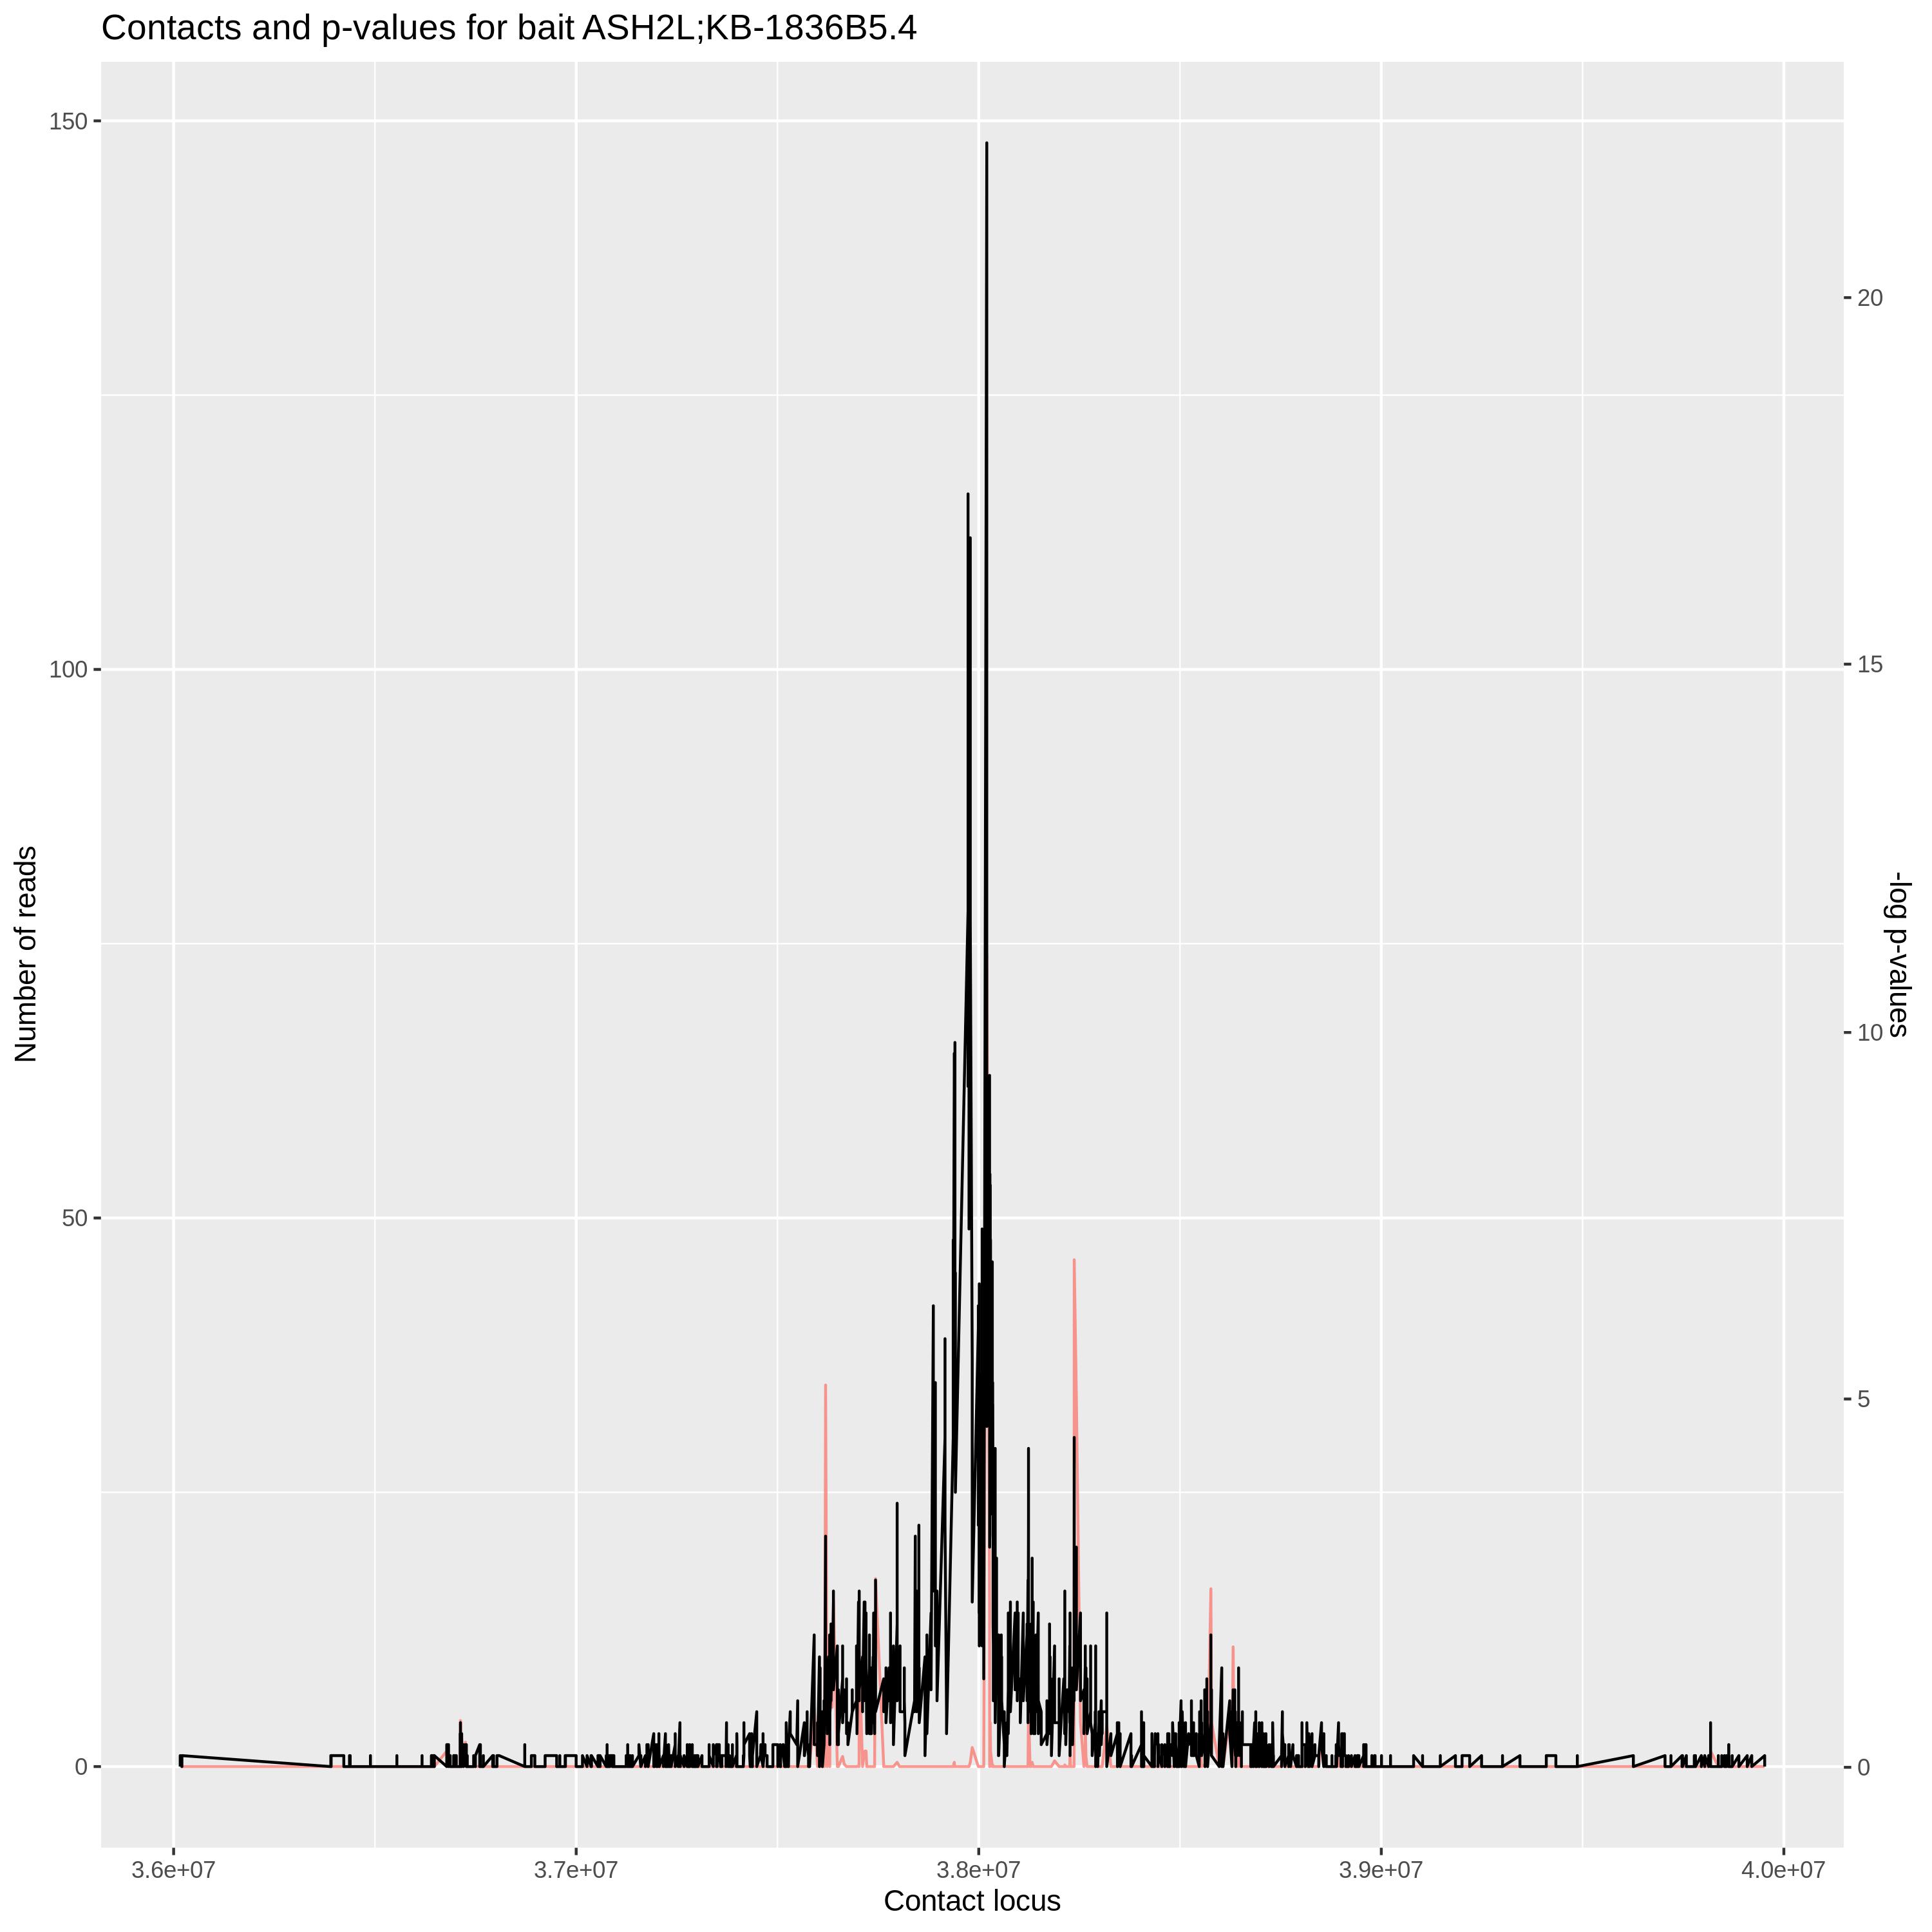 Contacts and p-values for bait ASH2L;KB-1836B5.4
150
100
50
0
Number of reads
20
15
10
5
0
-log p-values
3.6e+07
3.7e+07
3.8e+07
3.9e+07
4.0e+07
Contact locus